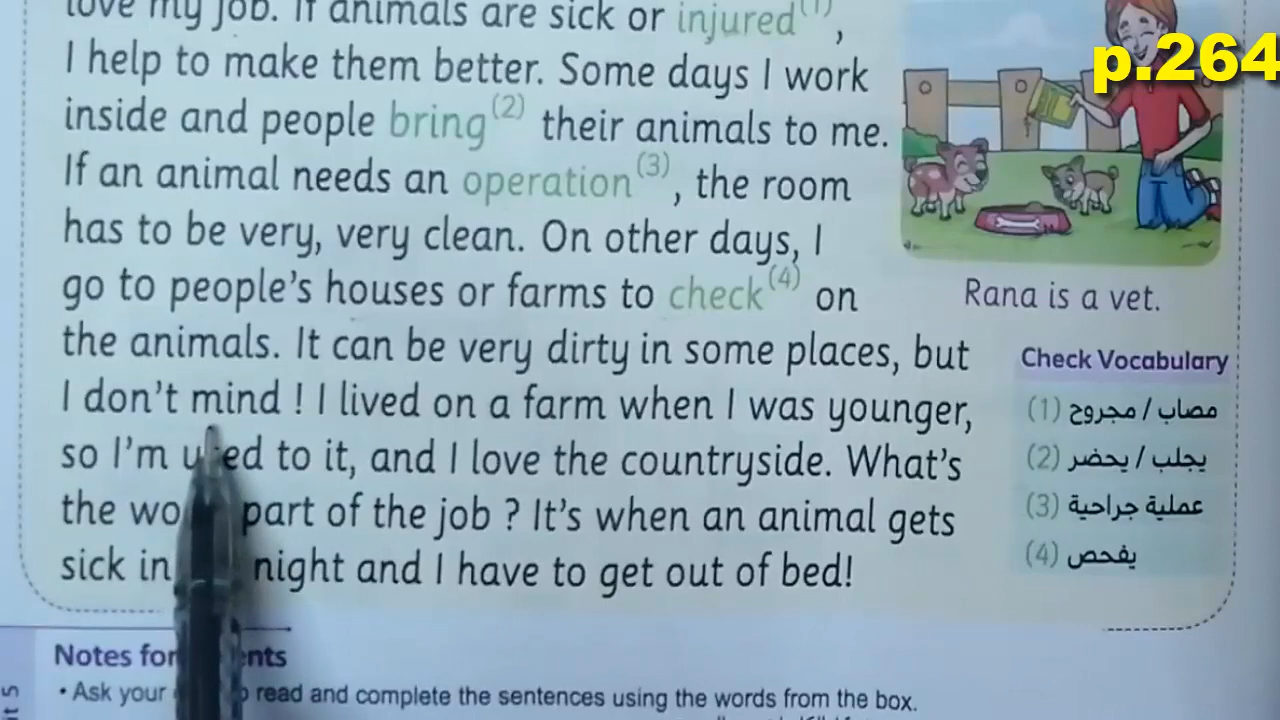 love my job. If animals are sick or injured(1),
I help to make them better. Some days I work
inside and people bring(2) their animals to me.
If an animal needs an operation(3), the room
has to be very, very clean. On other days, I
go to people's houses or farms to check(4) on
the animals. It can be very dirty in some places, but
I don't mind ! I lived on a farm when I was younger,
so I'm used to it, and I love the countryside. What's
the part of the job ? It's when an animal gets
sick in night and I have to get out of bed!
p.264
Rana is a vet.
Check Vocabulary
(1) مصاب / مجروح
(2) يجلب / يحضر
(3) عملية جراحية
(4) يفحص
Notes for
• Ask your read and complete the sentences using the words from the box.